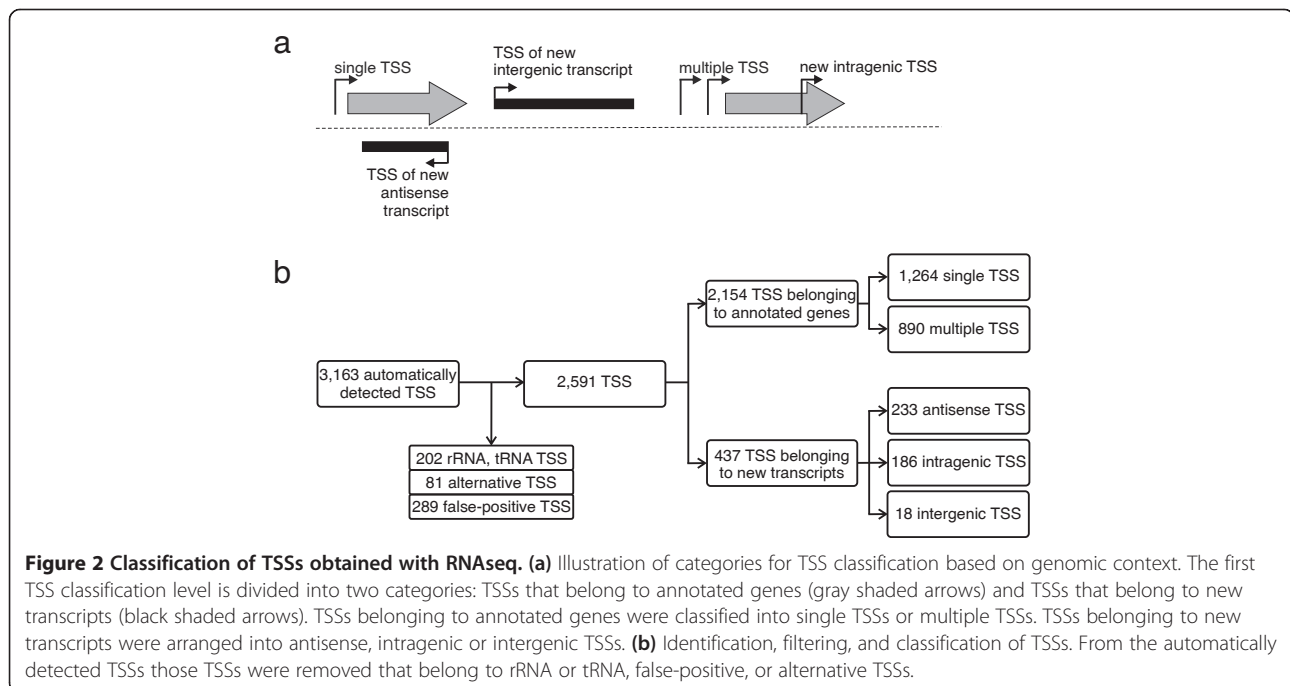 a
single TSS
TSS of new
intergenic transcript
multiple TSS
new intragenic TSS
TSS of new
antisense
transcript
b
3,163 automatically
detected TSS
202 rRNA, tRNA TSS
81 alternative TSS
289 false-positive TSS
2,591 TSS
2,154 TSS belonging
to annotated genes
1,264 single TSS
890 multiple TSS
437 TSS belonging
to new transcripts
233 antisense TSS
186 intragenic TSS
18 intergenic TSS
Figure 2 Classification of TSSs obtained with RNAseq. (a) Illustration of categories for TSS classification based on genomic context. The first
TSS classification level is divided into two categories: TSSs that belong to annotated genes (gray shaded arrows) and TSSs that belong to new
transcripts (black shaded arrows). TSSs belonging to annotated genes were classified into single TSSs or multiple TSSs. TSSs belonging to new
transcripts were arranged into antisense, intragenic or intergenic TSSs. (b) Identification, filtering, and classification of TSSs. From the automatically
detected TSSs those TSSs were removed that belong to rRNA or tRNA, false-positive, or alternative TSSs.